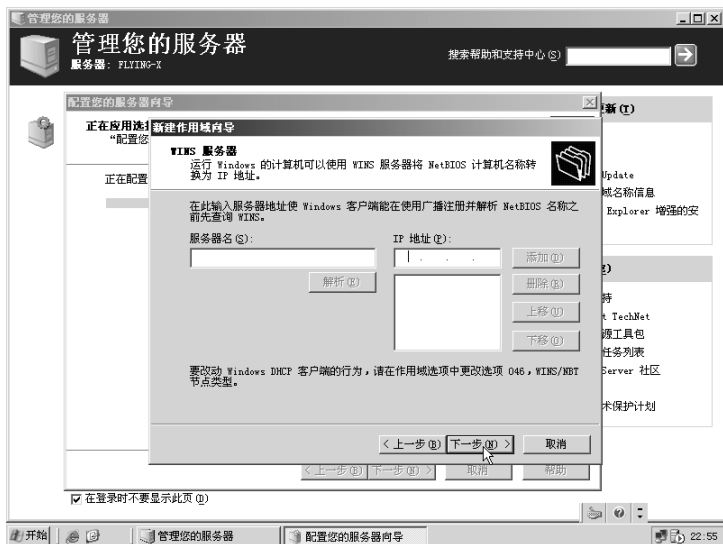 管理您的服务器
管理您的服务器
服务器: FLYING-X
搜索帮助和支持中心(S)
配置您的服务器向导
正在应用选
“配置您
正在配置
新建作用域向导
WINS 服务器
运行 Windows 的计算机可以使用 WINS 服务器将 NetBIOS 计算机名称转
换为 IP 地址。
在此输入服务器地址使 Windows 客户端能在使用广播注册并解析 NetBIOS 名称之
前先查询 WINS。
服务器名(S):
IP 地址(P):
添加(D)
解析(E)
删除(R)
上移(U)
下移(O)
要改动 Windows DHCP 客户端的行为，请在作用域选项中更改选项 046，WINS/NBT
节点类型。
< 上一步(B)
下一步(N) >
取消
< 上一步(B)
下一步(N) >
取消
帮助
更新(T)
Update
域名称信息
Explorer 增强的安
持
t TechNet
源工具包
任务列表
Server 社区
术保护计划
在登录时不要显示此页(D)
开始
管理您的服务器
配置您的服务器向导
22:55